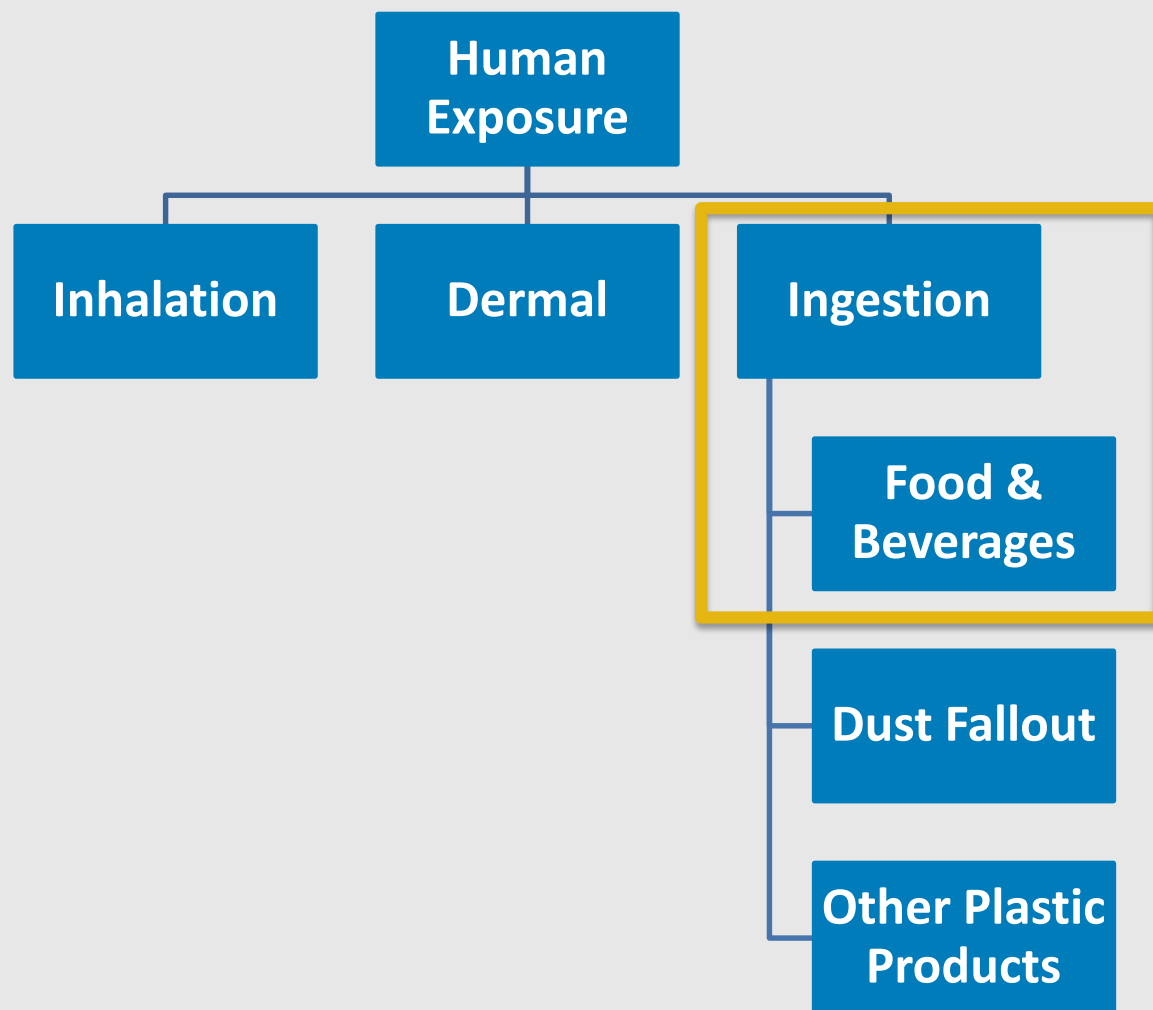 Human
Exposure
Inhalation
Dermal
Ingestion
Food &
Beverages
Dust Fallout
Other Plastic
Products